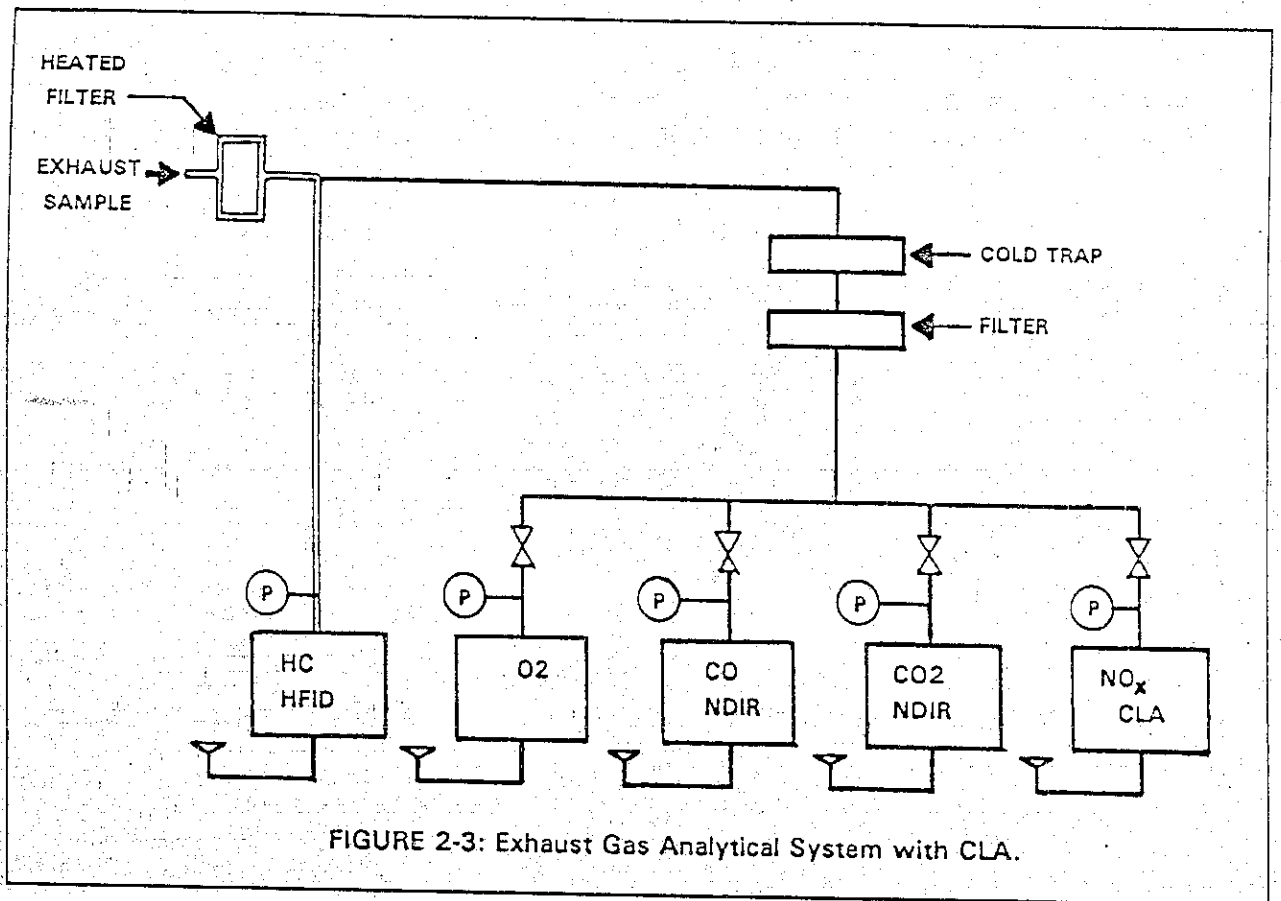 HEATED
FILTER
EXHAUST
SAMPLE
COLD TRAP
FILTER
P
P
P
P
P
HC
HFID
O2
CO
NDIR
CO2
NDIR
NOx
CLA
FIGURE 2-3: Exhaust Gas Analytical System with CLA.